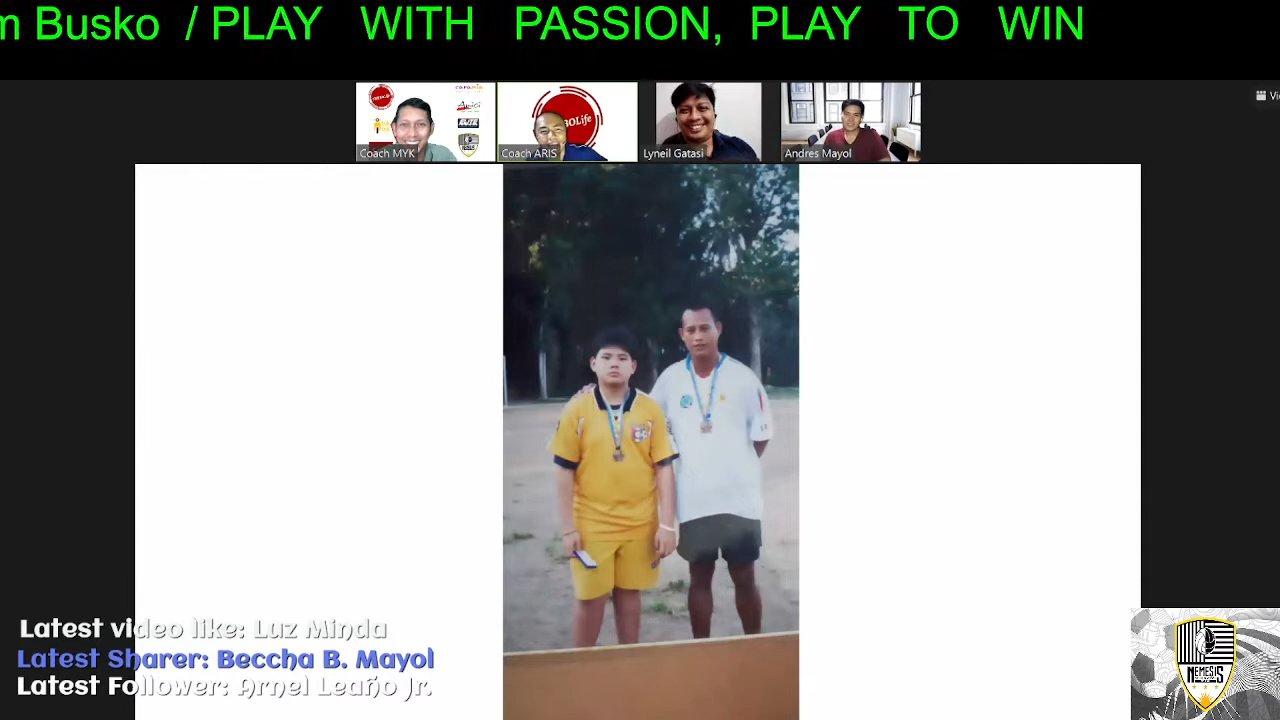 m Busko / PLAY WITH PASSION, PLAY TO WIN
Coach MYK
Coach ARIS
Lyneil Gatasi
Andres Mayol
Latest video like: Luz Minda
Latest Sharer: Beccha B. Mayol
Latest Follower: Arnel Leaño Jr.
NEMESIS